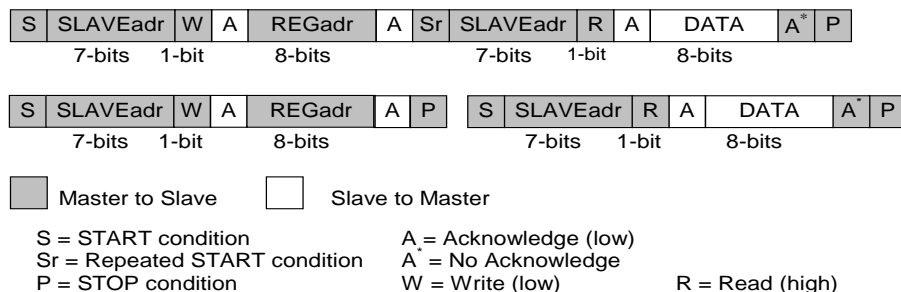 S SLAVEadr W A REGadr A Sr SLAVEadr R A DATA A* P
7-bits 1-bit 8-bits 7-bits 1-bit 8-bits
S SLAVEadr W A REGadr A P S SLAVEadr R A DATA A* P
7-bits 1-bit 8-bits 7-bits 1-bit 8-bits
Master to Slave Slave to Master
S = START condition A = Acknowledge (low)
Sr = Repeated START condition A* = No Acknowledge
P = STOP condition W = Write (low) R = Read (high)